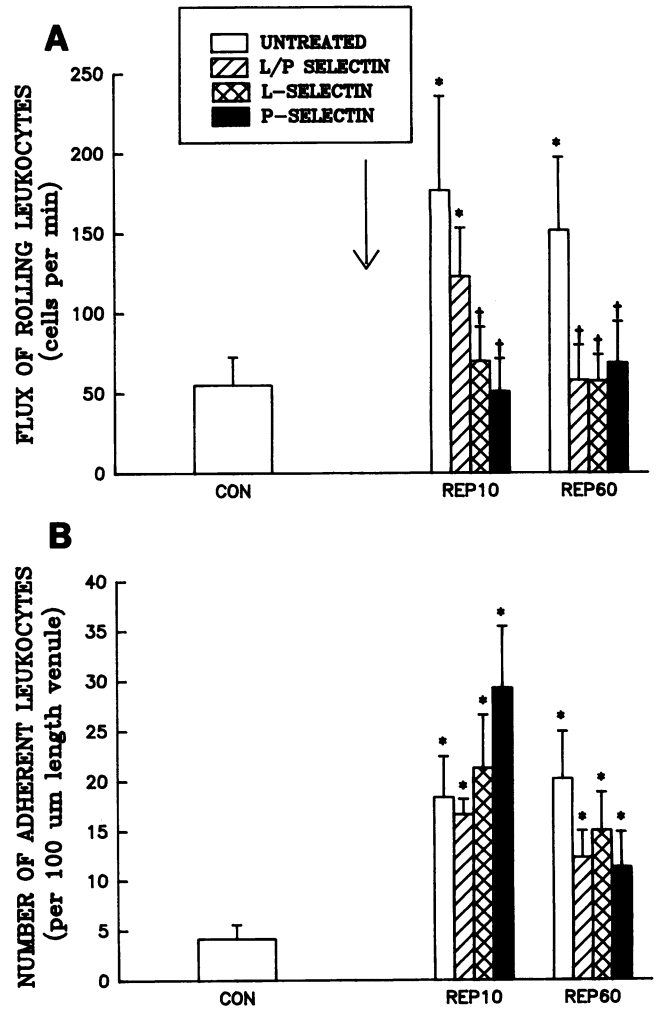 A
UNTREATED
L/P SELECTIN
L-SELECTIN
P-SELECTIN
FLUX OF ROLLING LEUKOCYTES
(cells per min)
250
200
150
100
50
0
*
*
†
†
*
†
†
†
CON
REP10
REP60
B
NUMBER OF ADHERENT LEUKOCYTES
(per 100 um length venule)
40
35
30
25
20
15
10
5
0
*
*
*
*
*
*
*
*
CON
REP10
REP60